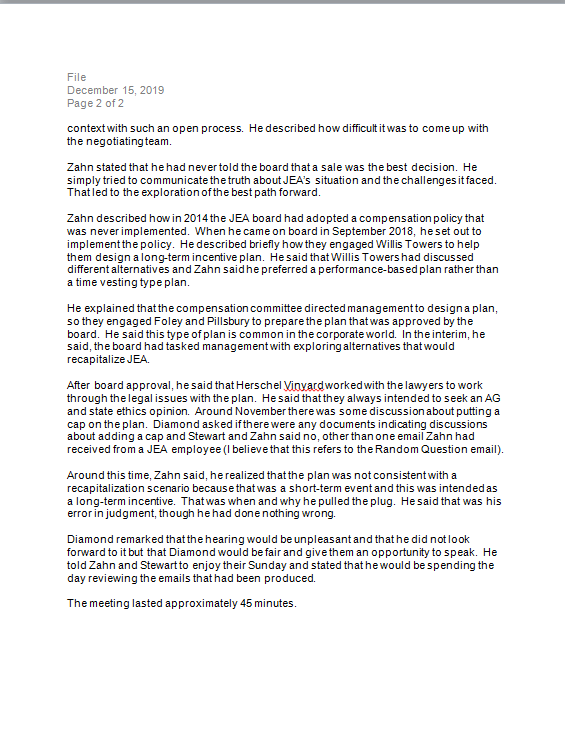 File
December 15, 2019
Page 2 of 2
context with such an open process. He described how difficult it was to come up with
the negotiating team.
Zahn stated that he had never told the board that a sale was the best decision. He
simply tried to communicate the truth about JEA's situation and the challenges it faced.
That led to the exploration of the best path forward.
Zahn described how in 2014 the JEA board had adopted a compensation policy that
was never implemented. When he came on board in September 2018, he set out to
implement the policy. He described briefly how they engaged Willis Towers to help
them design a long-term incentive plan. He said that Willis Towers had discussed
different alternatives and Zahn said he preferred a performance-based plan rather than
a time vesting type plan.
He explained that the compensation committee directed management to design a plan,
so they engaged Foley and Pillsbury to prepare the plan that was approved by the
board. He said this type of plan is common in the corporate world. In the interim, he
said, the board had tasked management with exploring alternatives that would
recapitalize JEA.
After board approval, he said that Herschel Vinyard worked with the lawyers to work
through the legal issues with the plan. He said that they always intended to seek an AG
and state ethics opinion. Around November there was some discussion about putting a
cap on the plan. Diamond asked if there were any documents indicating discussions
about adding a cap and Stewart and Zahn said no, other than one email Zahn had
received from a JEA employee (I believe that this refers to the Random Question email).
Around this time, Zahn said, he realized that the plan was not consistent with a
recapitalization scenario because that was a short-term event and this was intended as
a long-term incentive. That was when and why he pulled the plug. He said that was his
error in judgment, though he had done nothing wrong.
Diamond remarked that the hearing would be unpleasant and that he did not look
forward to it but that Diamond would be fair and give them an opportunity to speak. He
told Zahn and Stewart to enjoy their Sunday and stated that he would be spending the
day reviewing the emails that had been produced.
The meeting lasted approximately 45 minutes.